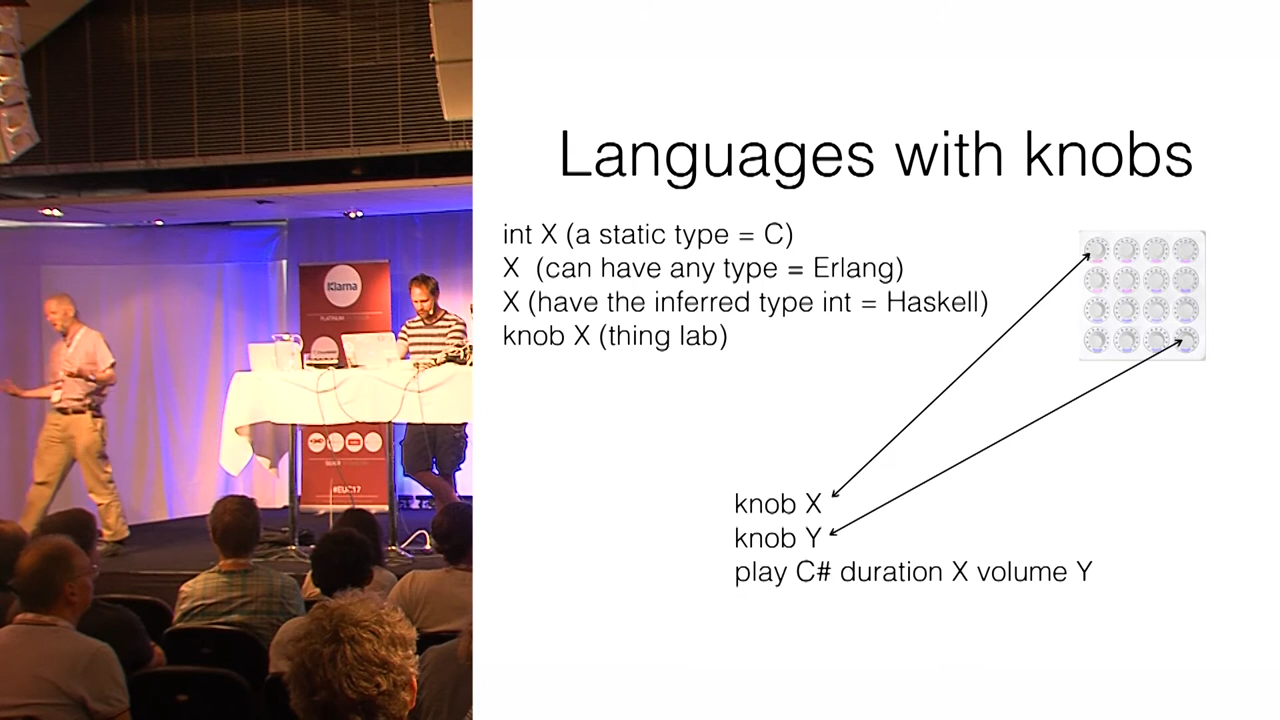 Languages with knobs
int X (a static type = C)
X (can have any type = Erlang)
X (have the inferred type int = Haskell)
knob X (thing lab)
knob X
knob Y
play C# duration X volume Y
Klarna
PLATINUM
#EUC17